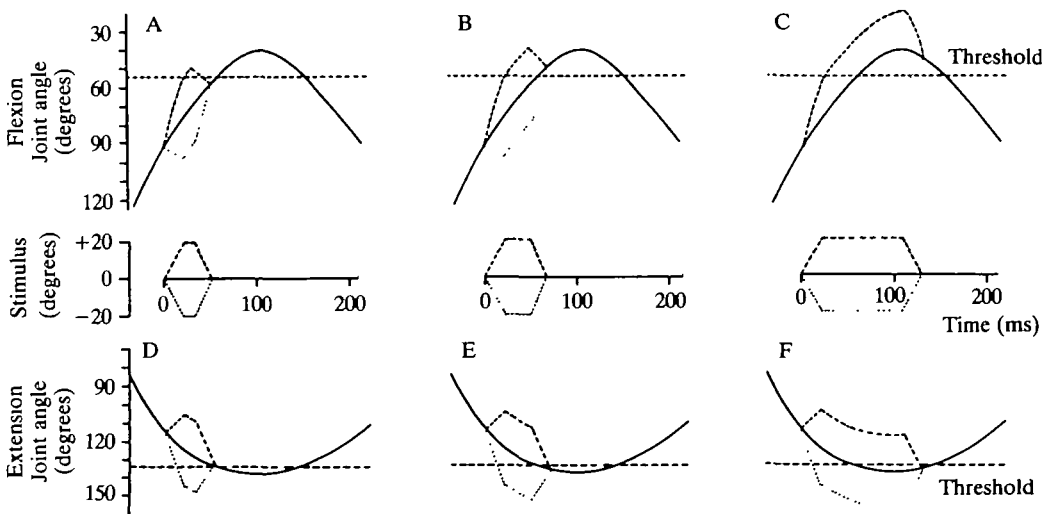 A
B
C
Flexion
Joint angle
(degrees)
30
60
90
120
Threshold
Stimulus
(degrees)
+20
0
−20
0 100 200
0 100 200
0 100 200
Time (ms)
D
E
F
Extension
Joint angle
(degrees)
90
120
150
Threshold